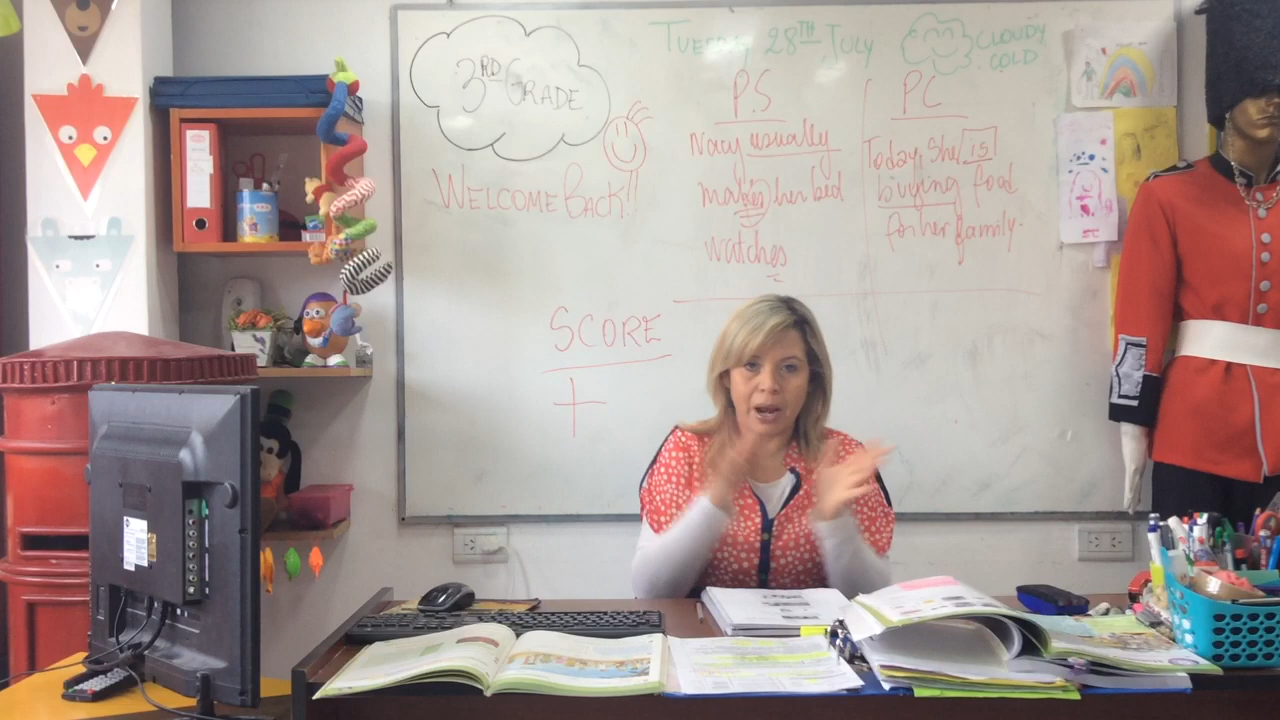 3RD GRADE
WELCOME BACK!!
TUESDAY 28TH JULY
CLOUDY
COLD
P.S
Nacy usually
makes her bed
watches
PC
Today, She is
buying food
for her family.
SCORE
+